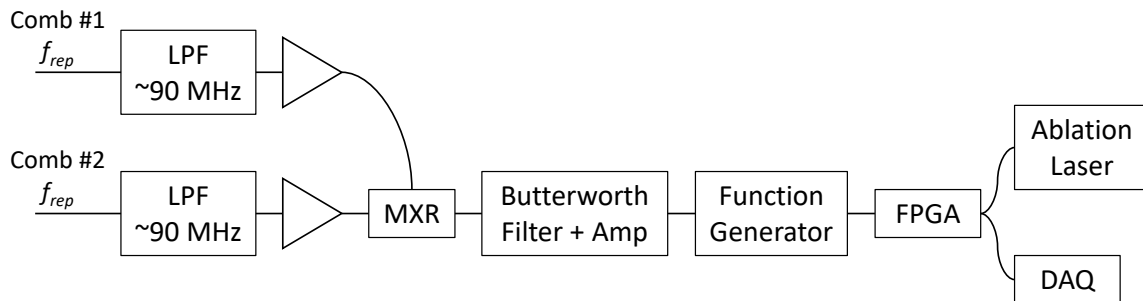 Comb #1
f_rep
LPF
~90 MHz
Comb #2
f_rep
LPF
~90 MHz
MXR
Butterworth
Filter + Amp
Function
Generator
FPGA
Ablation
Laser
DAQ